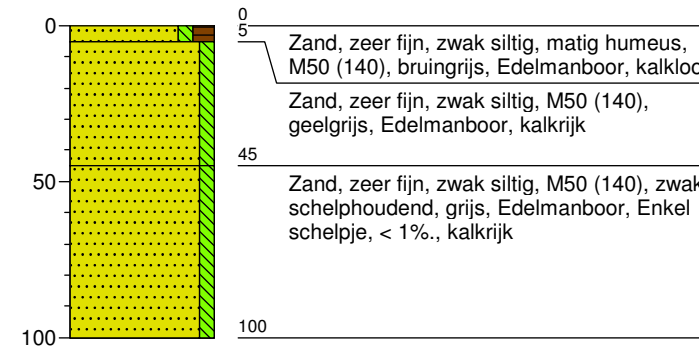 0
0
5
Zand, zeer fijn, zwak siltig, matig humeus,
M50 (140), bruingrijs, Edelmanboor,
Zand, zeer fijn, zwak siltig, M50 (140),
geelgrijs, Edelmanboor, kalkrijk
45
50
Zand, zeer fijn, zwak siltig, M50 (140), zwak
schelphoudend, grijs, Edelmanboor, Enkel
schelpje, < 1%., kalkrijk
100
100